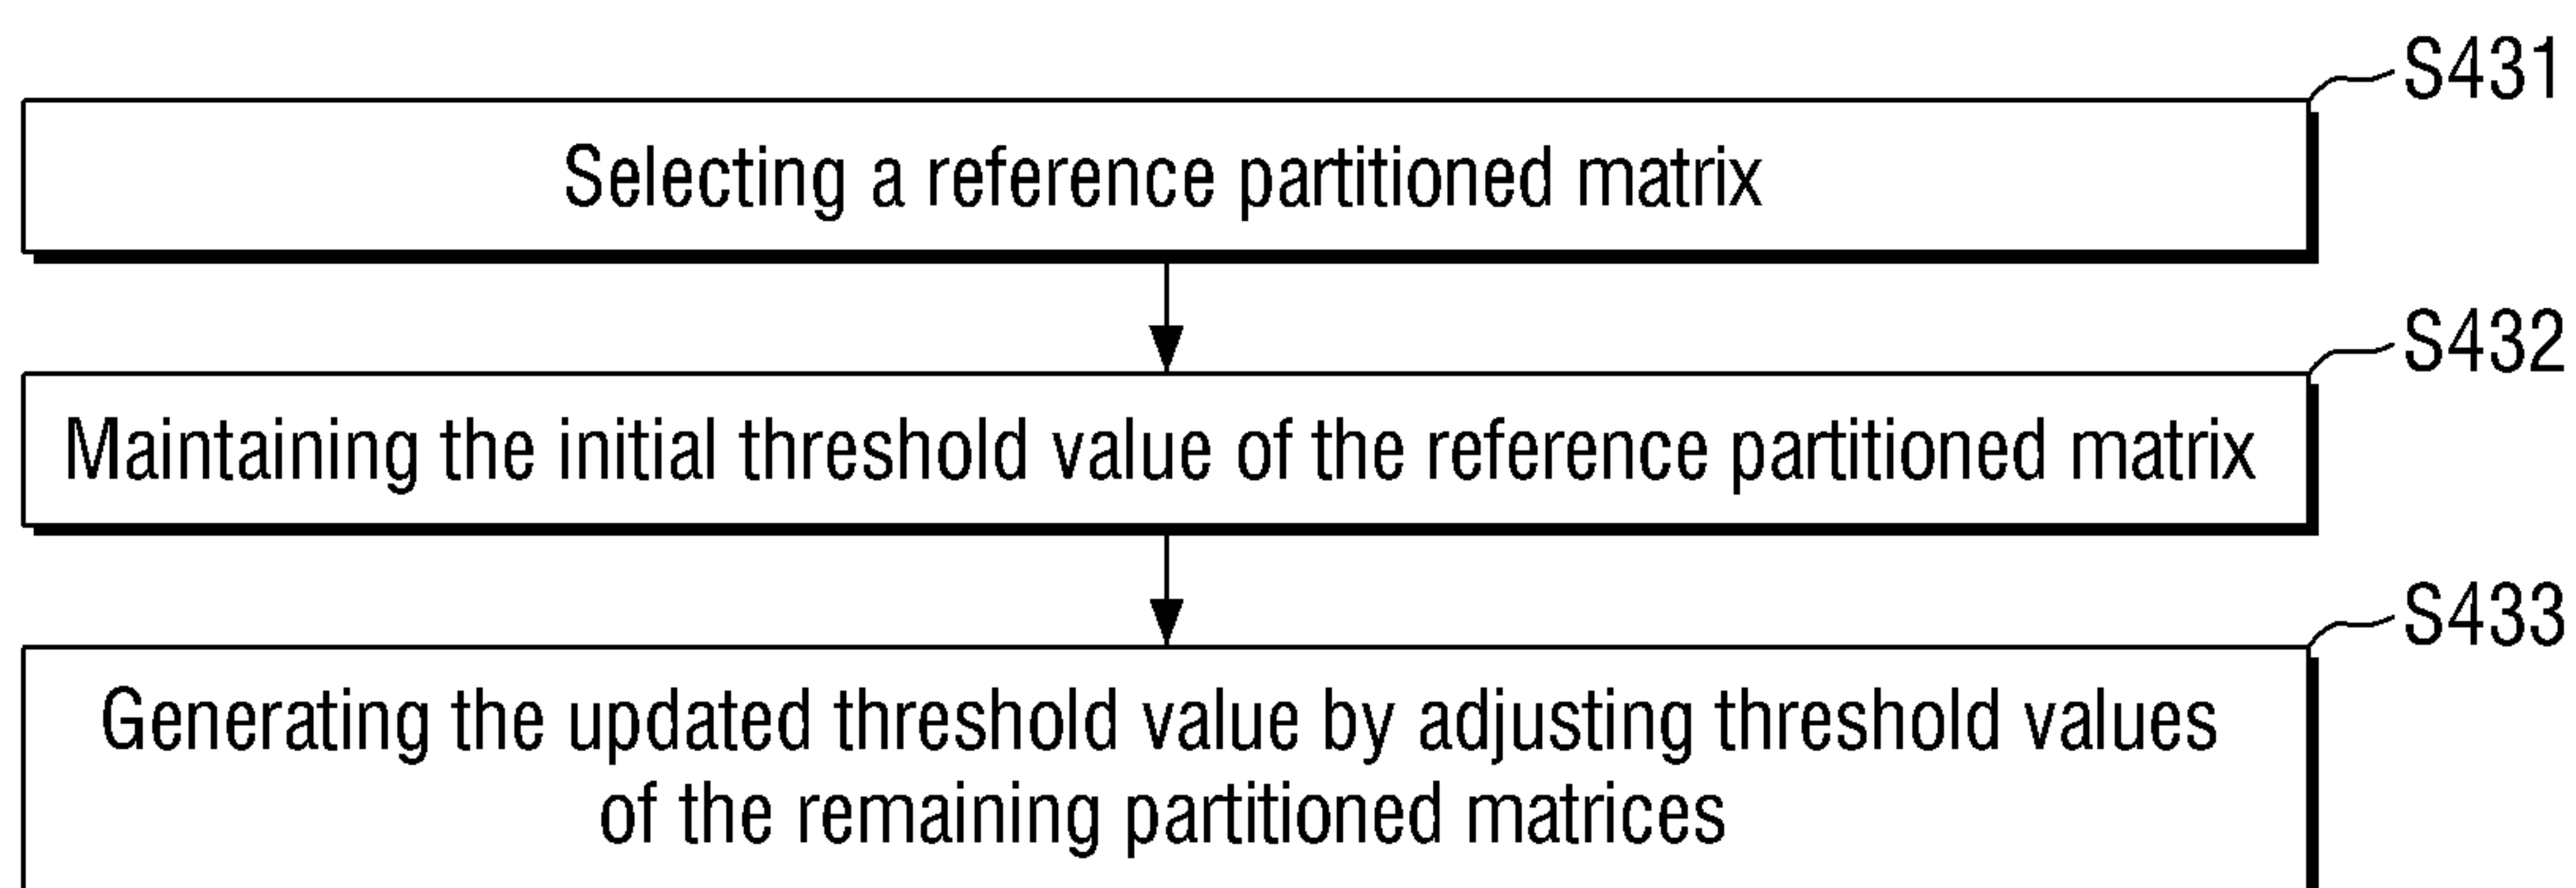 S431
Selecting a reference partitioned matrix
S432
Maintaining the initial threshold value of the reference partitioned matrix
S433
Generating the updated threshold value by adjusting threshold values
of the remaining partitioned matrices